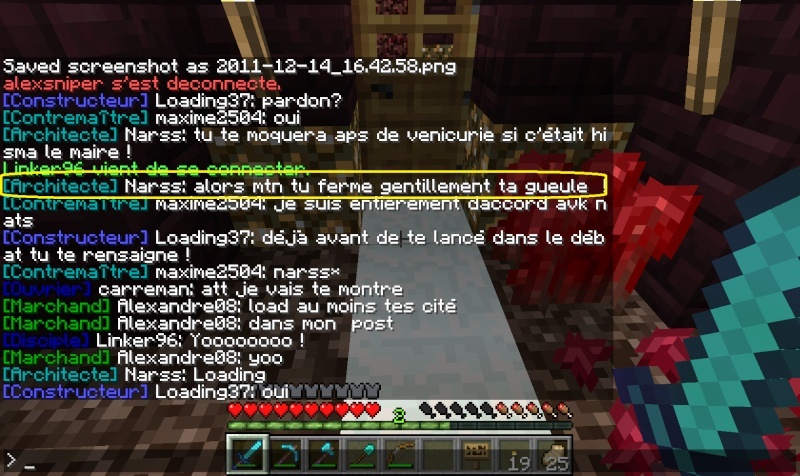 Saved screenshot as 2011-12-14_16.42.58.png
alexsniper s'est deconnecte.
[Constructeur] Loading37: pardon?
[Contremaître] maxime2504: oui
[Architecte] Narss: tu te moquera aps de venicurie si c'était hi
sma le maire !
Linker96 vient de se connecter.
[Architecte] Narss: alors mtn tu ferme gentillement ta gueule
[Contremaître] maxime2504: je suis entièrement daccord avk n
ats
[Constructeur] Loading37: déjà avant de te lancé dans le déb
at tu te rensaigne !
[Contremaître] maxime2504: narss*
[Ouvrier] carreman: att je vais te montre
[Marchand] Alexandre08: load au moins tes cité
[Marchand] Alexandre08: dans mon post
[Disciple] Linker96: Yoooooooo !
[Marchand] Alexandre08: yoo
[Architecte] Narss: Loading
[Constructeur] Loading37: oui
2
19 25
>_